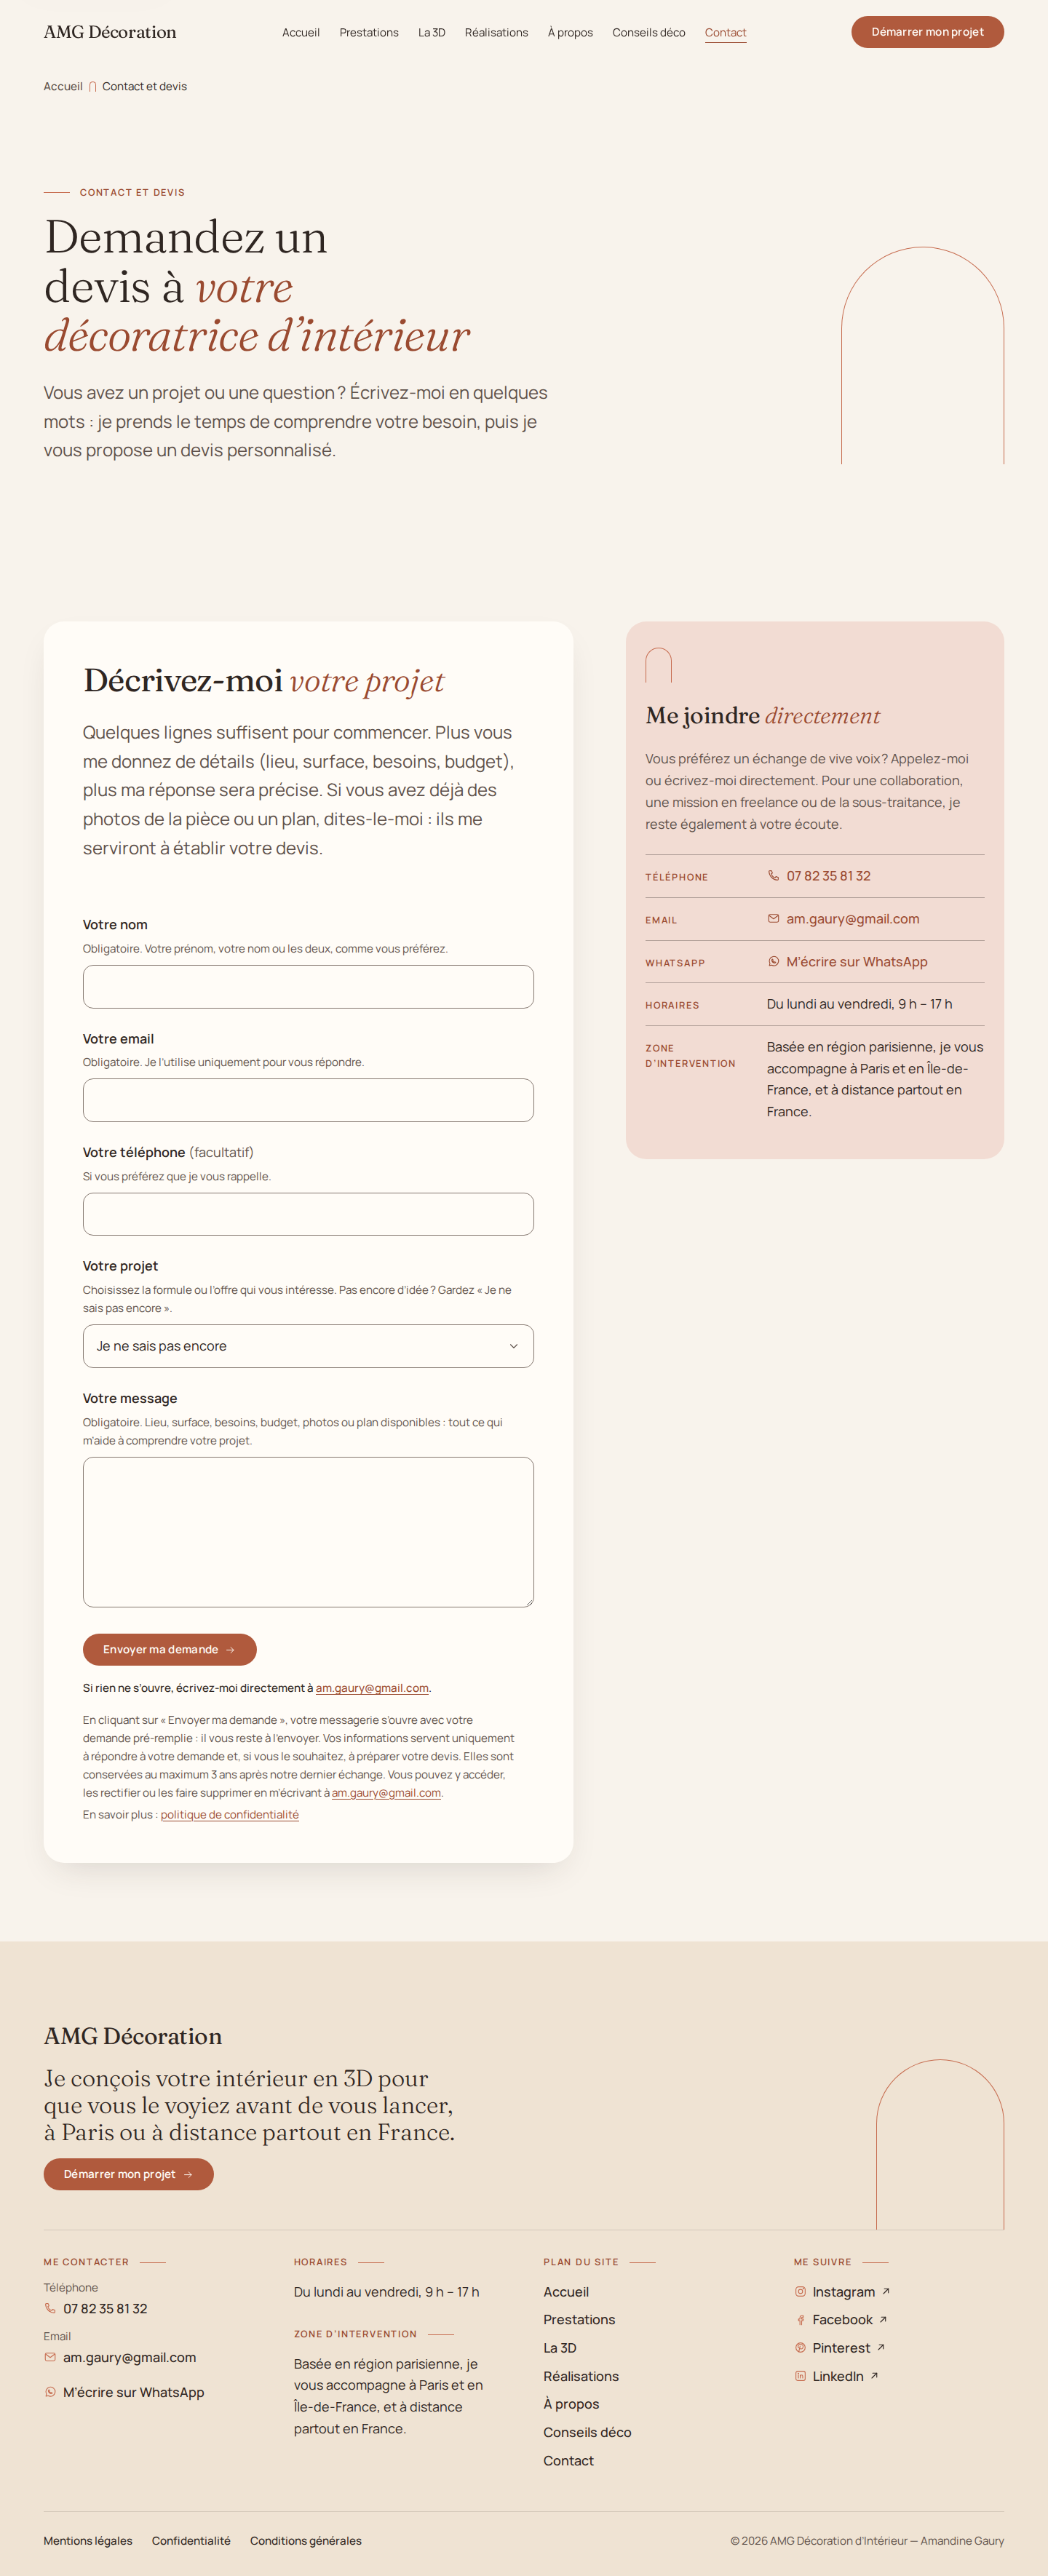 AMG Décoration
Accueil
Prestations
La 3D
Réalisations
À propos
Conseils déco
Contact
Démarrer mon projet
Accueil
Contact et devis
CONTACT ET DEVIS
Demandez un
devis à votre
décoratrice d’intérieur
Vous avez un projet ou une question ? Écrivez-moi en quelques
mots : je prends le temps de comprendre votre besoin, puis je
vous propose un devis personnalisé.
Décrivez-moi votre projet
Quelques lignes suffisent pour commencer. Plus vous
me donnez de détails (lieu, surface, besoins, budget),
plus ma réponse sera précise. Si vous avez déjà des
photos de la pièce ou un plan, dites-le-moi : ils me
serviront à établir votre devis.
Votre nom
Obligatoire. Votre prénom, votre nom ou les deux, comme vous préférez.
Votre email
Obligatoire. Je l’utilise uniquement pour vous répondre.
Votre téléphone (facultatif)
Si vous préférez que je vous rappelle.
Votre projet
Choisissez la formule ou l’offre qui vous intéresse. Pas encore d’idée ? Gardez « Je ne
sais pas encore ».
Je ne sais pas encore
Votre message
Obligatoire. Lieu, surface, besoins, budget, photos ou plan disponibles : tout ce qui
m’aide à comprendre votre projet.
Envoyer ma demande →
Si rien ne s’ouvre, écrivez-moi directement à am.gaury@gmail.com.
En cliquant sur « Envoyer ma demande », votre messagerie s’ouvre avec votre
demande pré-remplie : il vous reste à l’envoyer. Vos informations servent uniquement
à répondre à votre demande et, si vous le souhaitez, à préparer votre devis. Elles sont
conservées au maximum 3 ans après notre dernier échange. Vous pouvez y accéder,
les rectifier ou les faire supprimer en m’écrivant à am.gaury@gmail.com.
En savoir plus : politique de confidentialité
Me joindre directement
Vous préférez un échange de vive voix ? Appelez-moi
ou écrivez-moi directement. Pour une collaboration,
une mission en freelance ou de la sous-traitance, je
reste également à votre écoute.
TÉLÉPHONE
07 82 35 81 32
EMAIL
am.gaury@gmail.com
WHATSAPP
M’écrire sur WhatsApp
HORAIRES
Du lundi au vendredi, 9 h – 17 h
ZONE
D’INTERVENTION
Basée en région parisienne, je vous
accompagne à Paris et en Île-de-
France, et à distance partout en
France.
AMG Décoration
Je conçois votre intérieur en 3D pour
que vous le voyiez avant de vous lancer,
à Paris ou à distance partout en France.
Démarrer mon projet →
ME CONTACTER
Téléphone
07 82 35 81 32
Email
am.gaury@gmail.com
M’écrire sur WhatsApp
HORAIRES
Du lundi au vendredi, 9 h – 17 h
ZONE D’INTERVENTION
Basée en région parisienne, je
vous accompagne à Paris et en
Île-de-France, et à distance
partout en France.
PLAN DU SITE
Accueil
Prestations
La 3D
Réalisations
À propos
Conseils déco
Contact
ME SUIVRE
Instagram ↗
Facebook ↗
Pinterest ↗
LinkedIn ↗
Mentions légales
Confidentialité
Conditions générales
© 2026 AMG Décoration d’Intérieur — Amandine Gaury